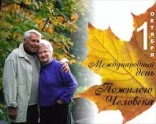 1
ОКТЯБРЯ
Международный
день
Пожилого
Человека